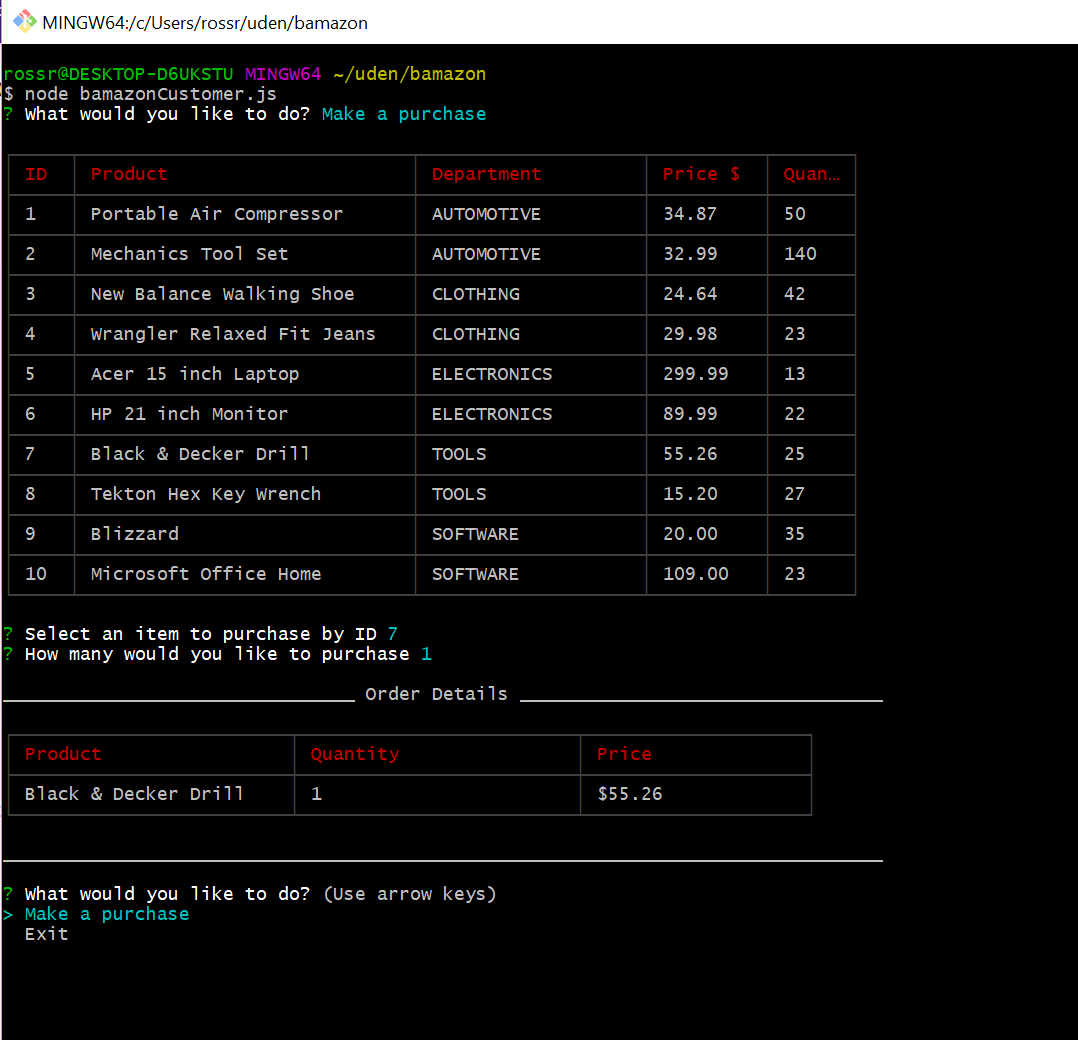 MINGW64:/c/Users/rossr/uden/bamazon
rossr@DESKTOP-D6UKSTU MINGW64 ~/uden/bamazon
$ node bamazonCustomer.js
? What would you like to do? Make a purchase
ID Product Department Price $ Quan…
1 Portable Air Compressor AUTOMOTIVE 34.87 50
2 Mechanics Tool Set AUTOMOTIVE 32.99 140
3 New Balance Walking Shoe CLOTHING 24.64 42
4 Wrangler Relaxed Fit Jeans CLOTHING 29.98 23
5 Acer 15 inch Laptop ELECTRONICS 299.99 13
6 HP 21 inch Monitor ELECTRONICS 89.99 22
7 Black & Decker Drill TOOLS 55.26 25
8 Tekton Hex Key Wrench TOOLS 15.20 27
9 Blizzard SOFTWARE 20.00 35
10 Microsoft Office Home SOFTWARE 109.00 23
? Select an item to purchase by ID 7
? How many would you like to purchase 1
Order Details
Product Quantity Price
Black & Decker Drill 1 $55.26
? What would you like to do? (Use arrow keys)
> Make a purchase
Exit